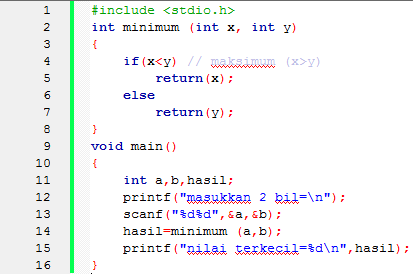 1 #include <stdio.h>
2 int minimum (int x, int y)
3 {
4 if(x<y) // maksimum (x>y)
5 return(x);
6 else
7 return(y);
8 }
9 void main()
10 {
11 int a,b,hasil;
12 printf("masukkan 2 bil=\n");
13 scanf("%d%d",&a,&b);
14 hasil=minimum (a,b);
15 printf("nilai terkecil=%d\n",hasil);
16 }